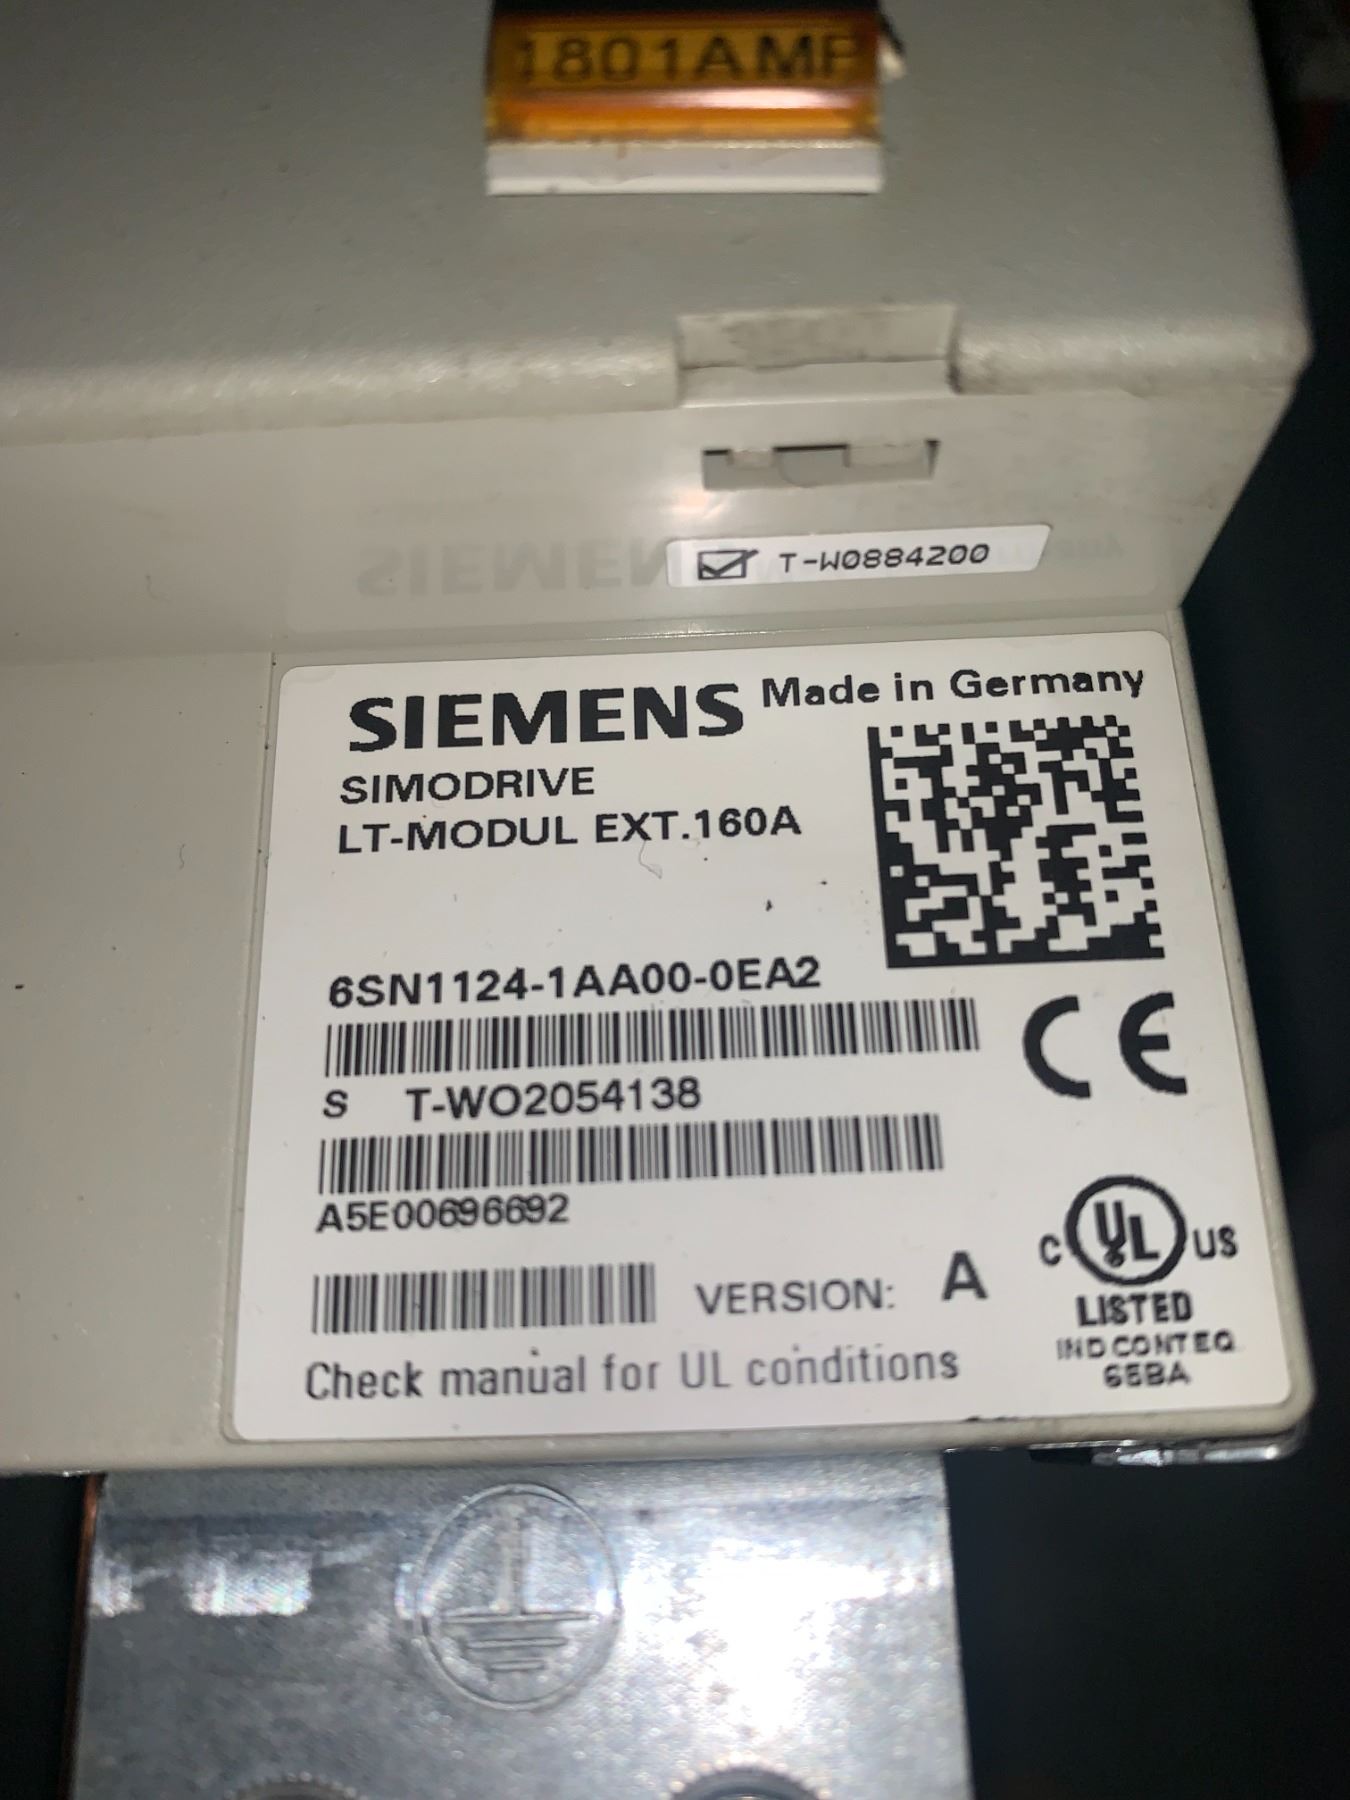 1801AMP
T-W0884200
SIEMENS Made in Germany
SIMODRIVE
LT-MODUL EXT.160A
6SN1124-1AA00-0EA2
S T-WO2054138
A5E00696692
VERSION: A
Check manual for UL conditions
C UL US
LISTED
IND CONT EQ
65BA
CE